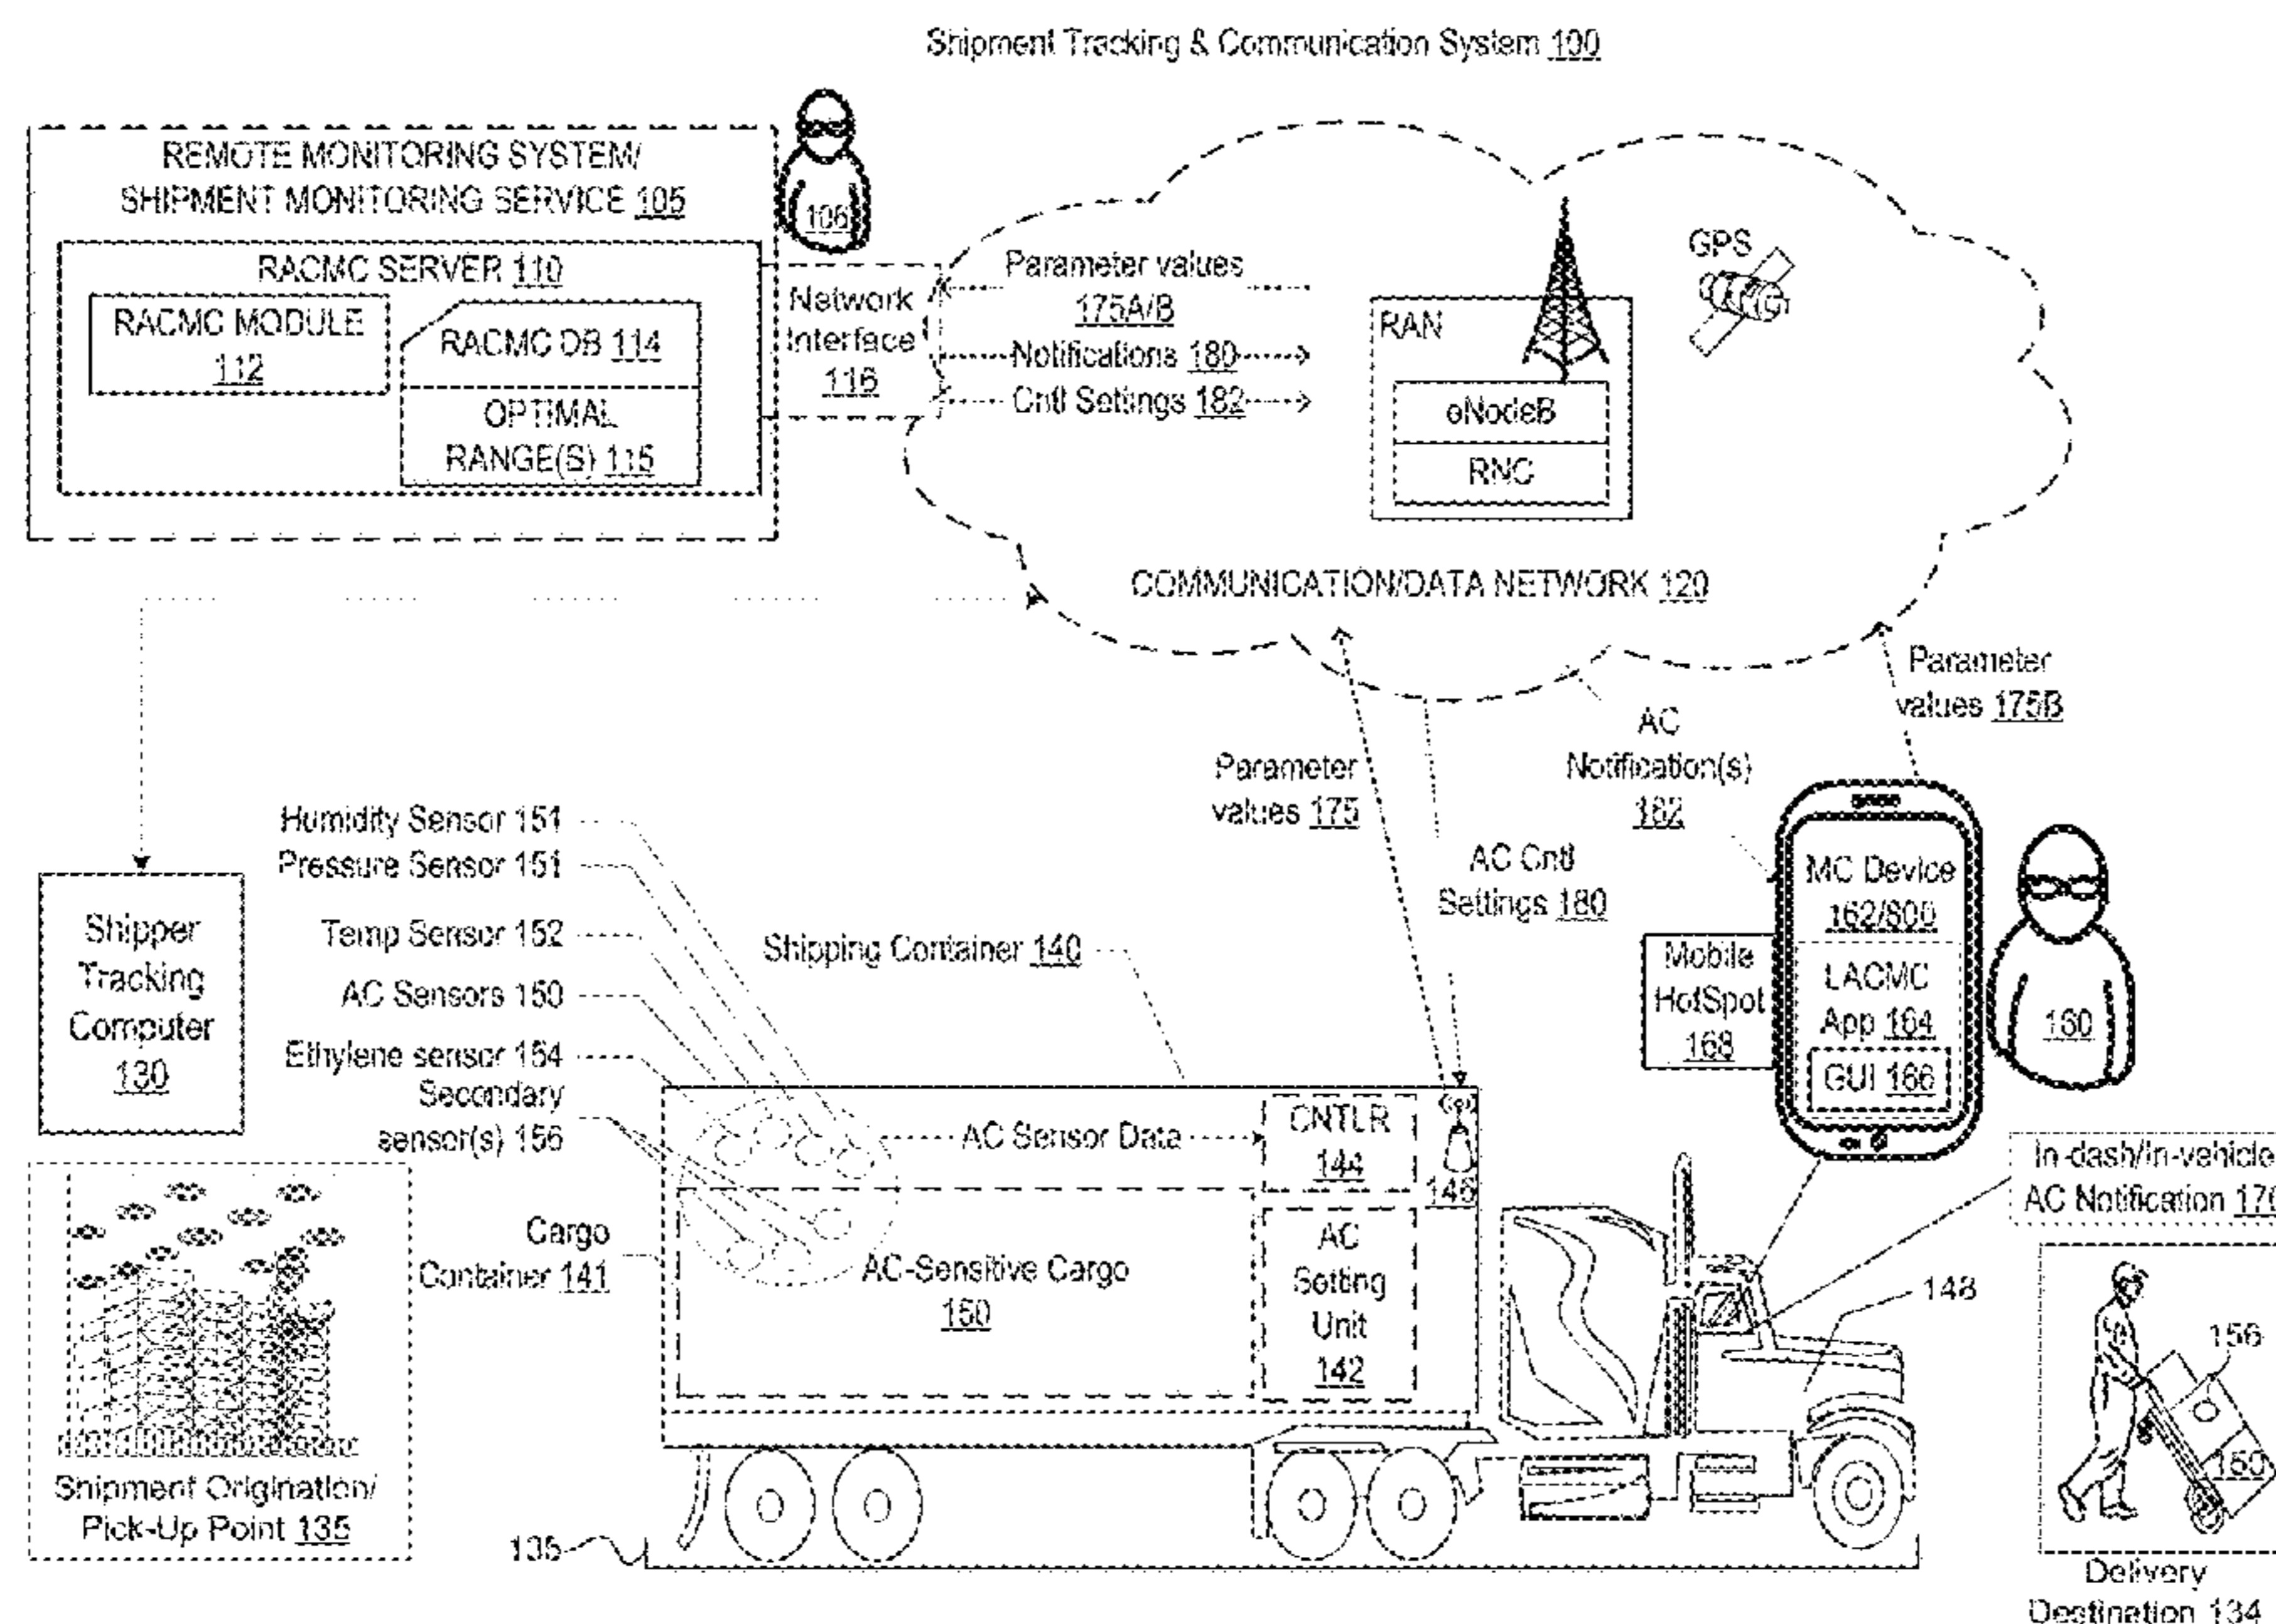 Shipment Tracking & Communication System 100
REMOTE MONITORING SYSTEM/
SHIPMENT MONITORING SERVICE 105
106
RACMC SERVER 110
RACMC MODULE
112
RACMC DB 114
OPTIMAL
RANGE(S) 115
Network
Interface
116
Parameter values
175A/B
Notifications 180
Cntl Settings 182
RAN
eNodeB
RNC
GPS
COMMUNICATION/DATA NETWORK 120
Parameter
values 175B
Parameter
values 175
AC
Notification(s)
182
AC Cntl
Settings 180
Humidity Sensor 151
Pressure Sensor 151
Temp Sensor 152
AC Sensors 150
Ethylene sensor 154
Secondary
sensor(s) 156
Shipping Container 140
Shipper
Tracking
Computer
130
MC Device
162/800
LACMC
App 164
GUI 166
Mobile
HotSpot
168
160
AC Sensor Data
CNTLR
144
146
In-dash/in-vehicle
AC Notification
Cargo
Container 141
AC-Sensitive Cargo
150
AC
Setting
Unit
142
148
156
150
Shipment Origination/
Pick-Up Point 135
Delivery
Destination 134